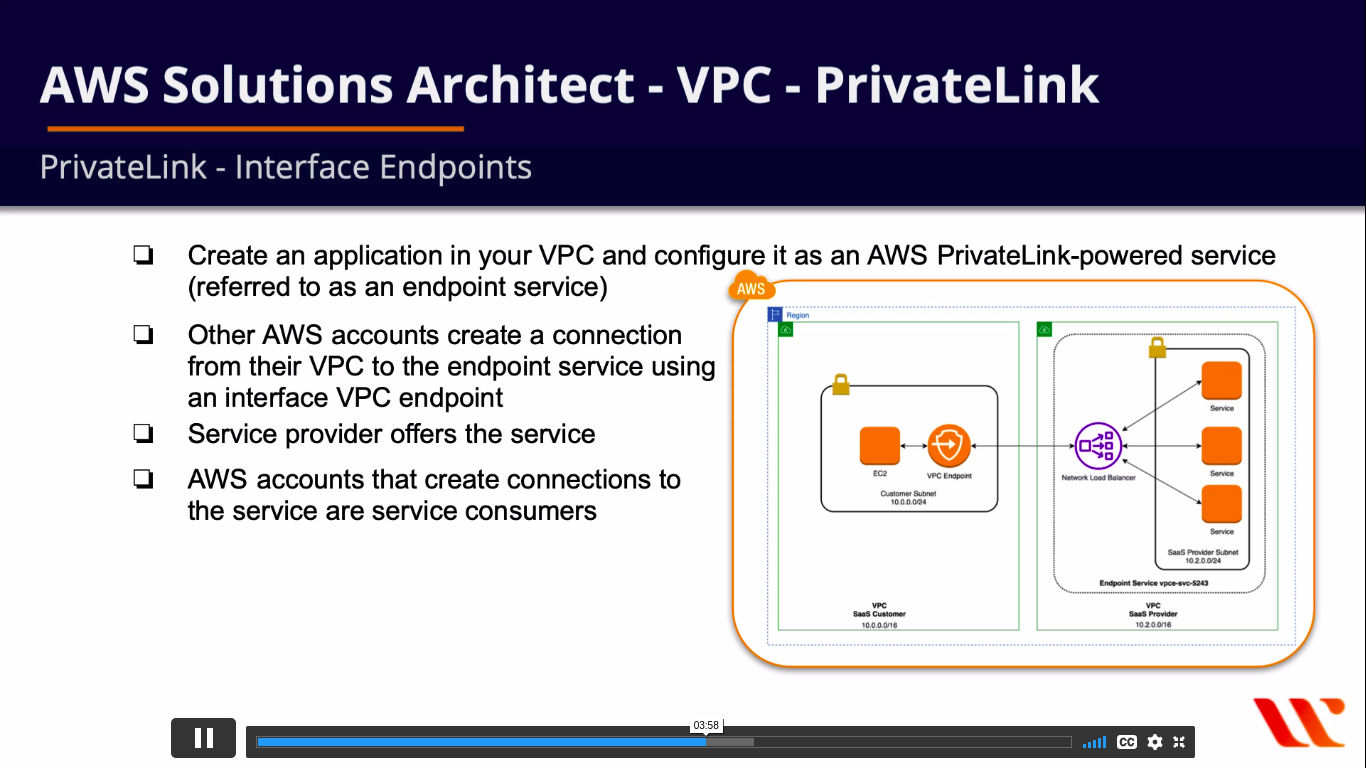 AWS Solutions Architect - VPC - PrivateLink
PrivateLink - Interface Endpoints
❏ Create an application in your VPC and configure it as an AWS PrivateLink-powered service
(referred to as an endpoint service)
❏ Other AWS accounts create a connection
from their VPC to the endpoint service using
an interface VPC endpoint
❏ Service provider offers the service
❏ AWS accounts that create connections to
the service are service consumers
AWS
Region
EC2
VPC Endpoint
Customer Subnet
10.0.0.0/24
VPC
SaaS Customer
10.0.0.0/16
Network Load Balancer
Service
Service
Service
SaaS Provider Subnet
10.2.0.0/24
Endpoint Service vpce-svc-5243
VPC
SaaS Provider
10.2.0.0/16
03:58
CC